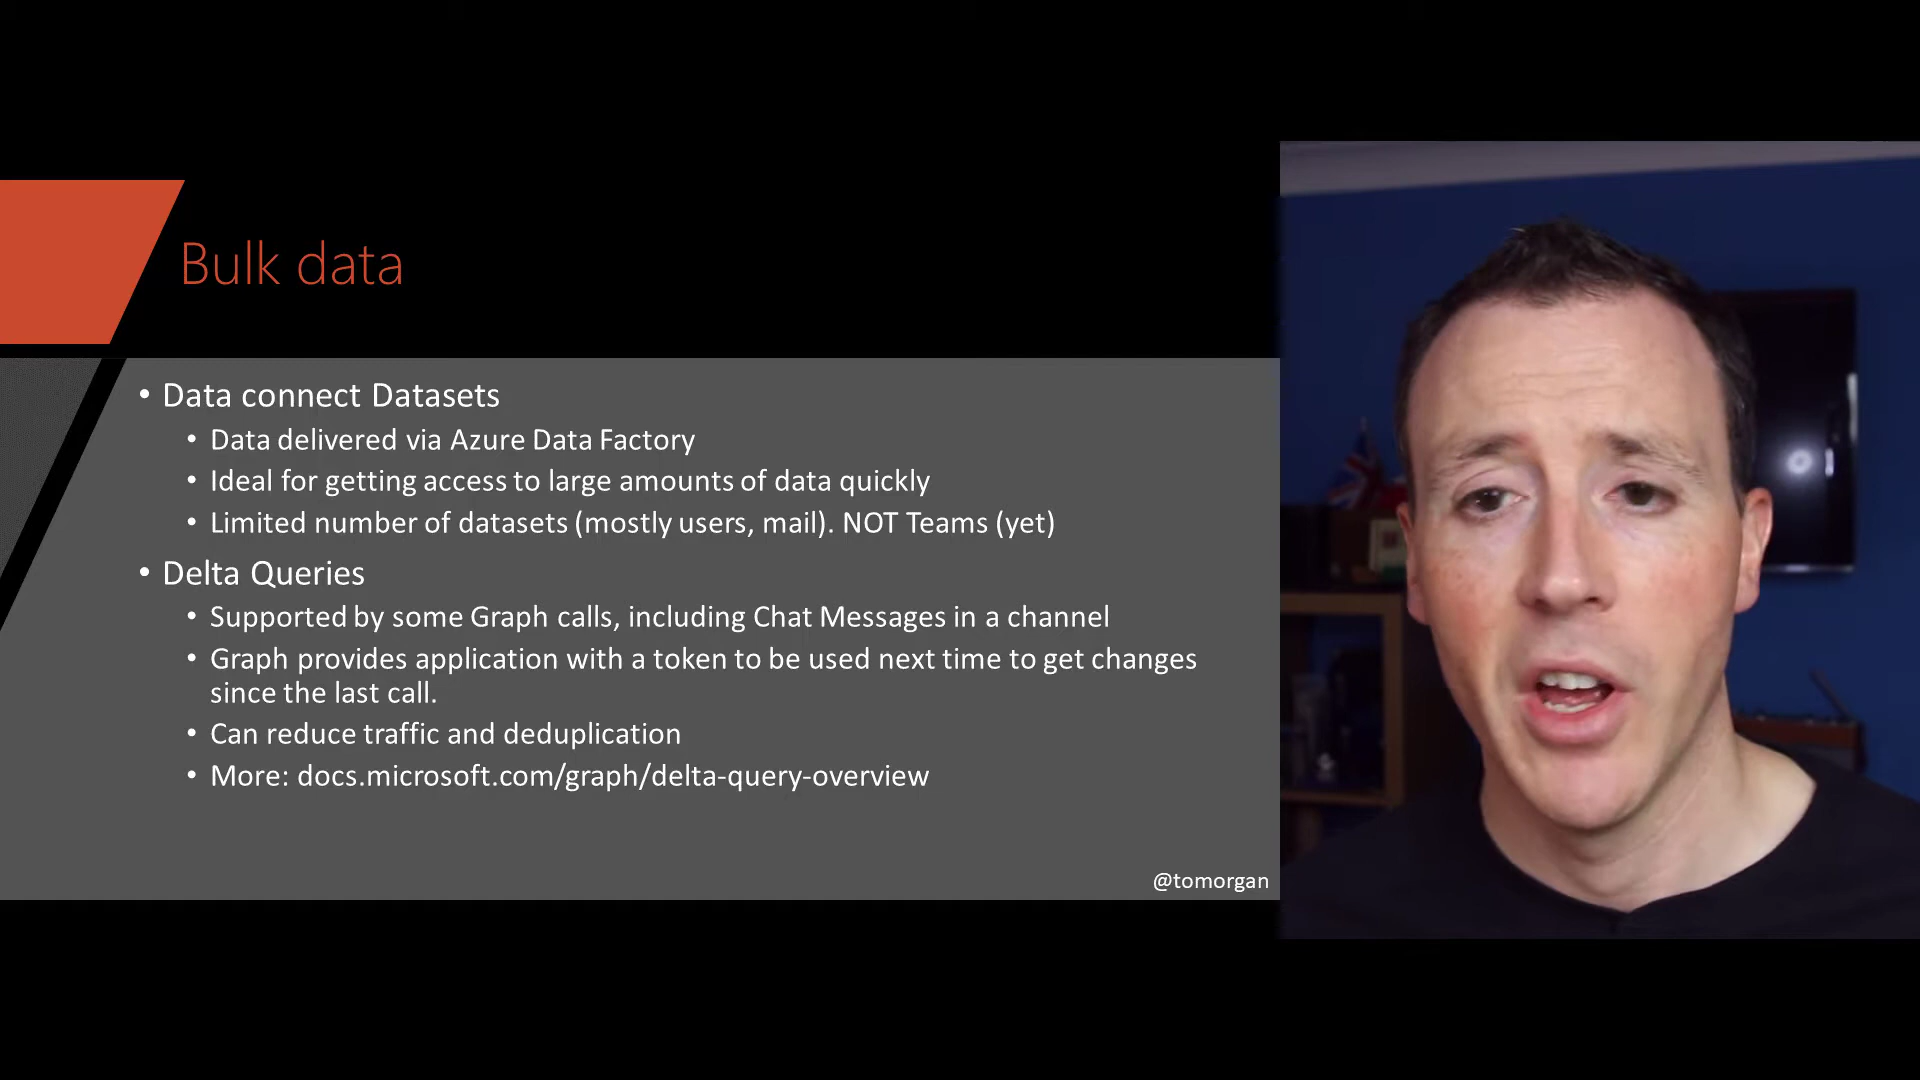 Bulk data
• Data connect Datasets
• Data delivered via Azure Data Factory
• Ideal for getting access to large amounts of data quickly
• Limited number of datasets (mostly users, mail). NOT Teams (yet)
• Delta Queries
• Supported by some Graph calls, including Chat Messages in a channel
• Graph provides application with a token to be used next time to get changes
since the last call.
• Can reduce traffic and deduplication
• More: docs.microsoft.com/graph/delta-query-overview
@tomorgan